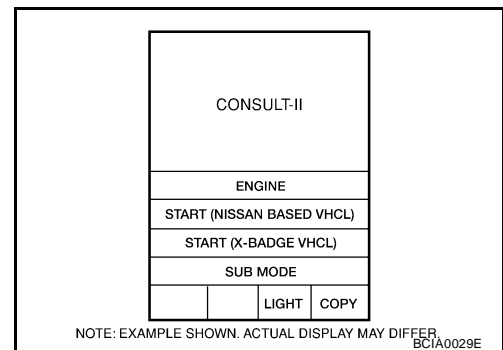 CONSULT-II
ENGINE
START (NISSAN BASED VHCL)
START (X-BADGE VHCL)
SUB MODE
LIGHT COPY
NOTE: EXAMPLE SHOWN. ACTUAL DISPLAY MAY DIFFER.
BCIA0029E